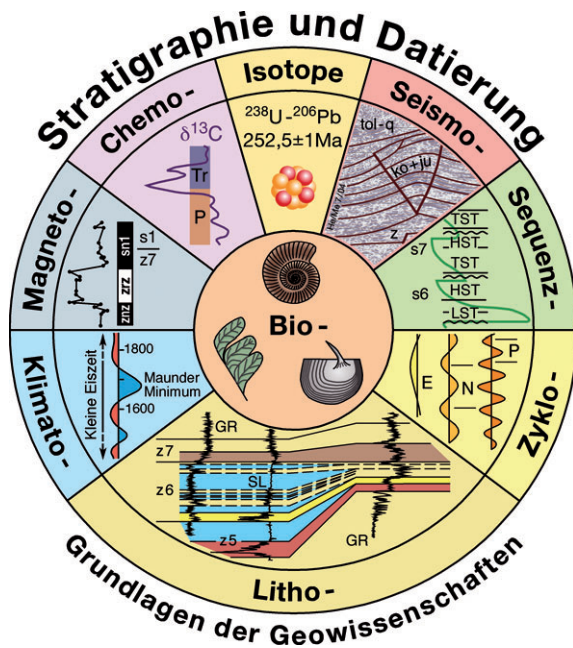 Stratigraphie und Datierung
Isotope
²³⁸U-²⁰⁶Pb
252,5±1Ma
Seismo-
tol-q
ko+ju
z
Sequenz-
TST
s7
HST
TST
s6
HST
LST
Zyklo-
E
N
P
Litho-
GR
z7
z6
SL
z5
GR
Klimato-
Kleine Eiszeit
1800
Maunder
Minimum
1600
Magneto-
sn1
zrz
znz
s1
z7
Chemo-
δ¹³C
Tr
P
Bio-
Grundlagen der Geowissenschaften